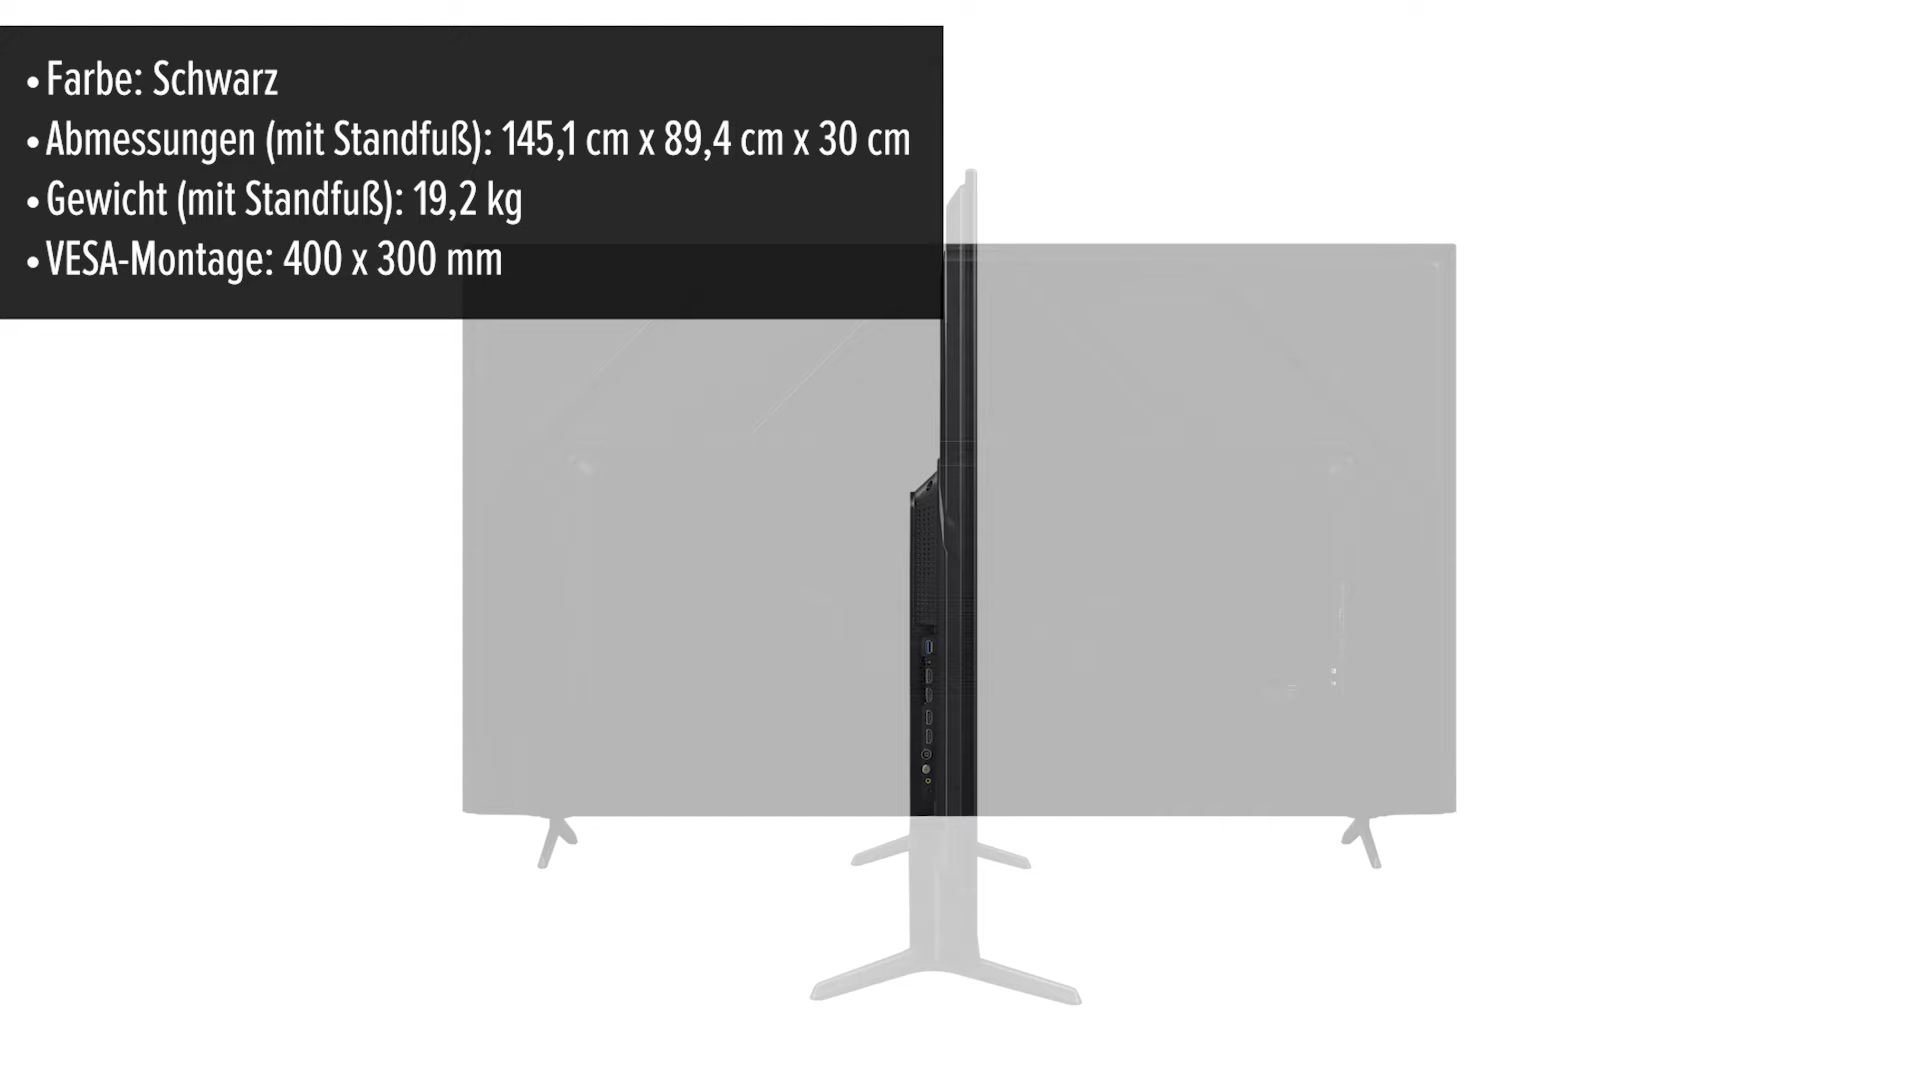 • Farbe: Schwarz
• Abmessungen (mit Standfuß): 145,1 cm x 89,4 cm x 30 cm
• Gewicht (mit Standfuß): 19,2 kg
• VESA-Montage: 400 x 300 mm